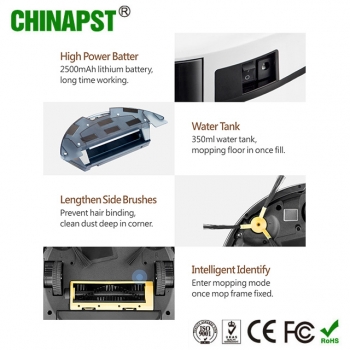 CHINAPST®
High Power Batter
2500mAh lithium battery,
long time working.
Water Tank
350ml water tank,
mopping floor in once fill.
Lengthen Side Brushes
Prevent hair binding,
clean dust deep in corner.
Intelligent Identify
Enter mopping mode
once mop frame fixed.
FC CE RoHS